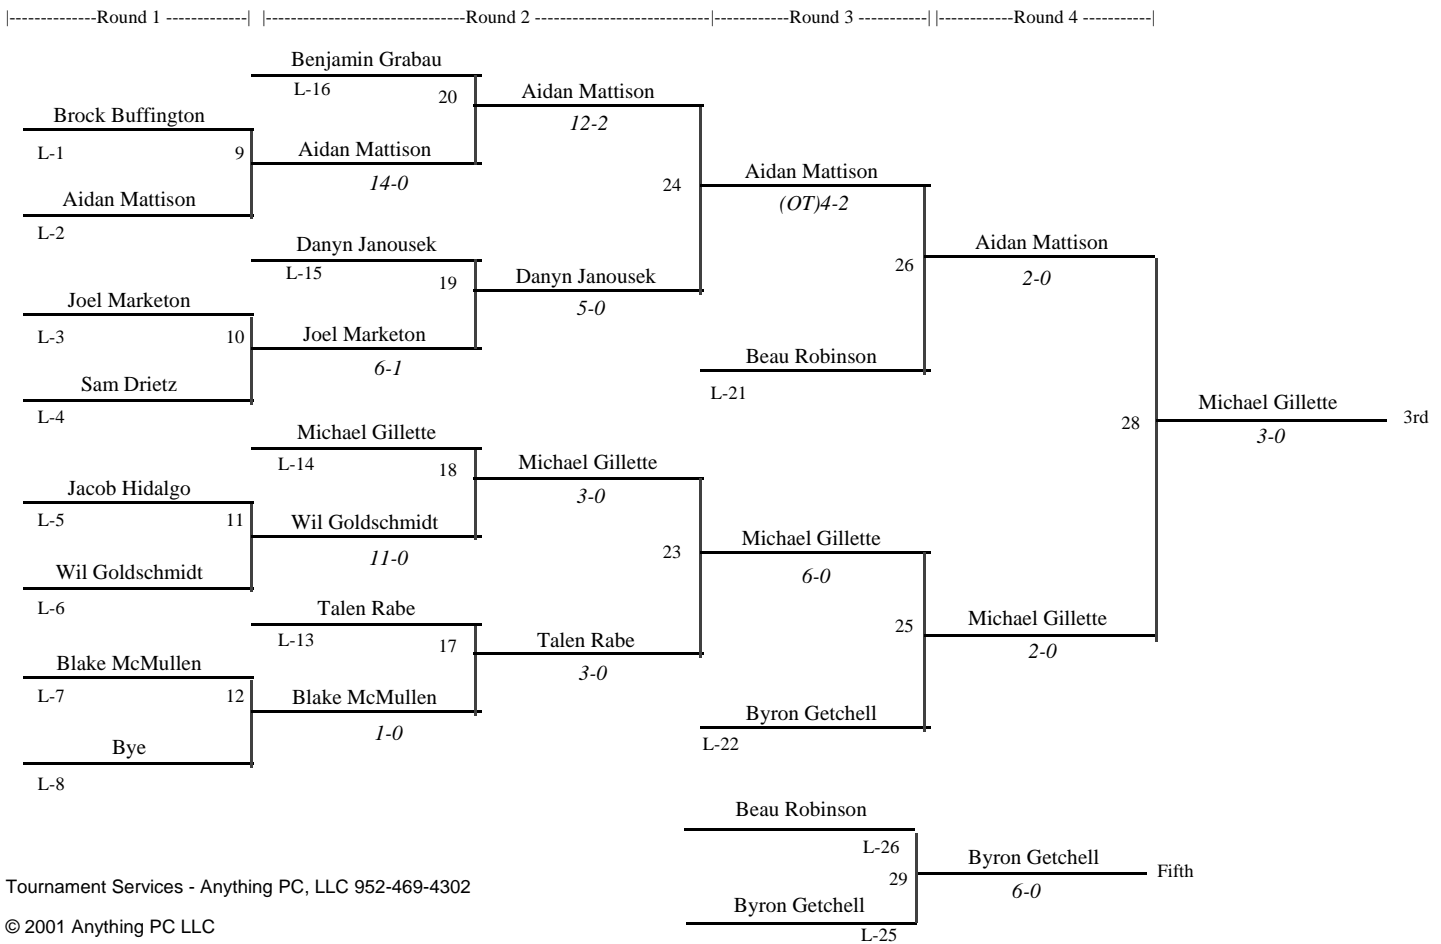 |-------------Round 1 -------------| |-------------------------------Round 2 ---------------------------|------------Round 3 -----------| |------------Round 4 -----------|
Benjamin Grabau
L-16
20
Aidan Mattison
12-2
Brock Buffington
L-1
9
Aidan Mattison
14-0
Aidan Mattison
L-2
24
Aidan Mattison
(OT)4-2
Danyn Janousek
L-15
19
Danyn Janousek
5-0
Joel Marketon
L-3
10
Joel Marketon
6-1
Sam Drietz
L-4
26
Aidan Mattison
2-0
Beau Robinson
L-21
Michael Gillette
L-14
18
Michael Gillette
3-0
Jacob Hidalgo
L-5
11
Wil Goldschmidt
11-0
Wil Goldschmidt
L-6
23
Michael Gillette
6-0
Talen Rabe
L-13
17
Talen Rabe
3-0
Blake McMullen
L-7
12
Blake McMullen
1-0
Bye
L-8
25
Michael Gillette
2-0
Byron Getchell
L-22
28
Michael Gillette
3rd
3-0
Beau Robinson
L-26
29
Byron Getchell
Fifth
6-0
Byron Getchell
L-25
Tournament Services - Anything PC, LLC 952-469-4302
© 2001 Anything PC LLC